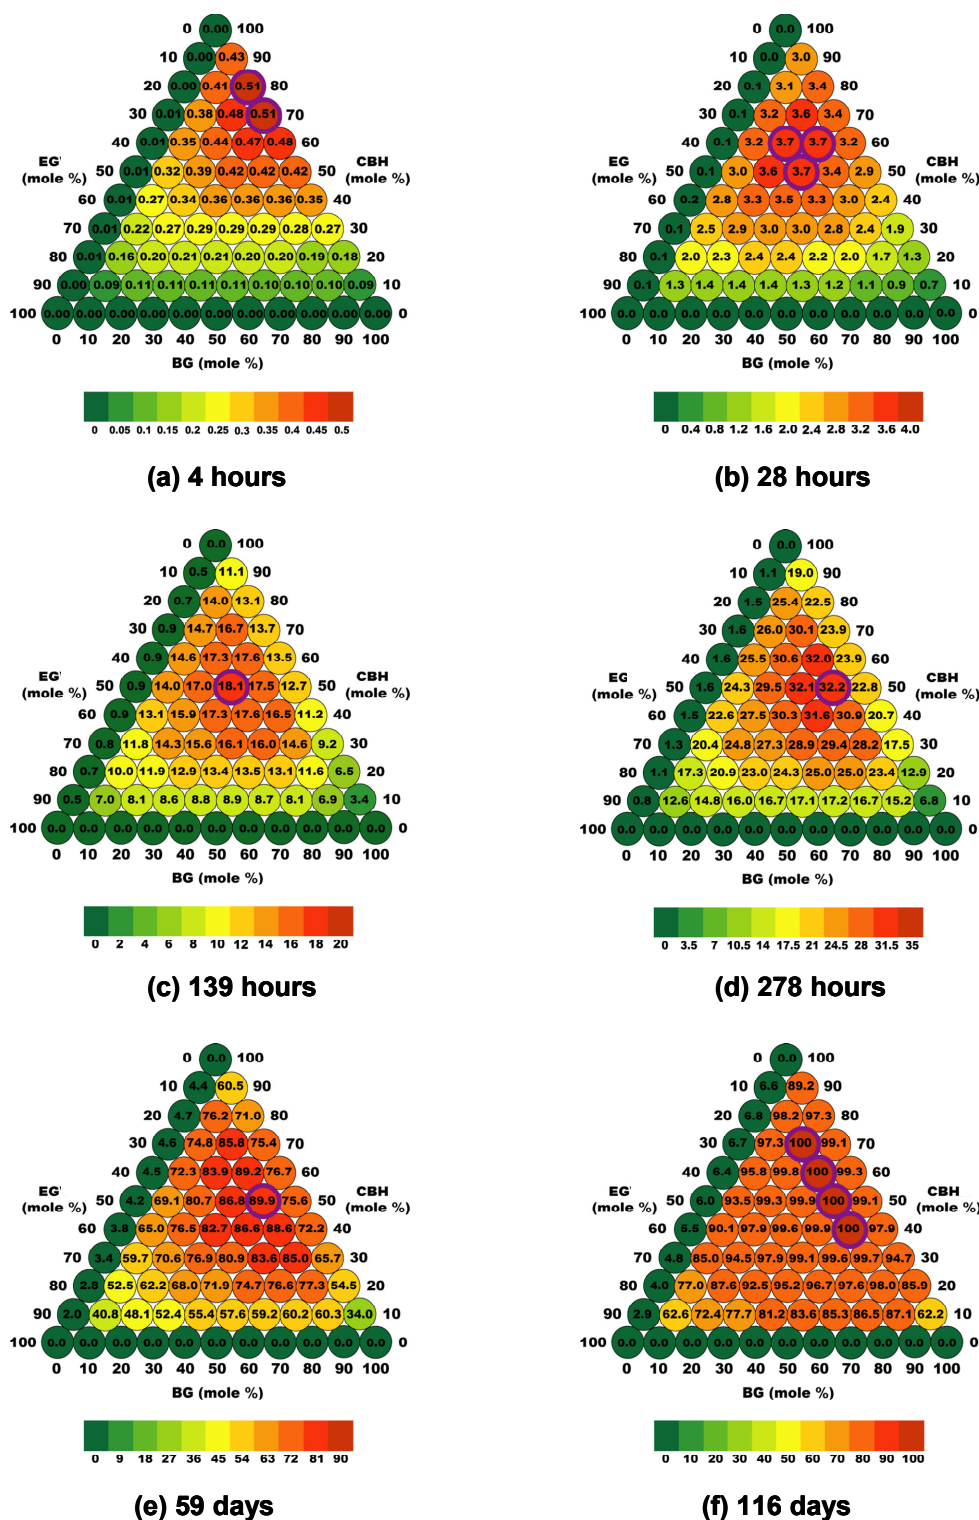 0 0.00 100
10 0.00 0.43 90
20 0.00 0.41 0.51 80
30 0.01 0.38 0.48 0.51 70
40 0.01 0.35 0.44 0.47 0.48 60
EG CBH
(mole %) 50 0.01 0.32 0.39 0.42 0.42 0.42 50 (mole %)
60 0.01 0.27 0.34 0.36 0.36 0.36 0.35 40
70 0.01 0.22 0.27 0.29 0.29 0.29 0.28 0.27 30
80 0.01 0.16 0.20 0.21 0.21 0.20 0.20 0.19 0.18 20
90 0.00 0.09 0.11 0.11 0.11 0.11 0.10 0.10 0.10 0.09 10
100 0.00 0.00 0.00 0.00 0.00 0.00 0.00 0.00 0.00 0.00 0.00 0
0 10 20 30 40 50 60 70 80 90 100
BG (mole %)
0 0.05 0.1 0.15 0.2 0.25 0.3 0.35 0.4 0.45 0.5
(a) 4 hours
0 0.0 100
10 0.0 3.0 90
20 0.1 3.1 3.4 80
30 0.1 3.2 3.6 3.4 70
40 0.1 3.2 3.7 3.7 3.2 60
EG CBH
(mole %) 50 0.1 3.0 3.6 3.7 3.4 2.9 50 (mole %)
60 0.2 2.8 3.3 3.5 3.3 3.0 2.4 40
70 0.1 2.5 2.9 3.0 3.0 2.8 2.4 1.9 30
80 0.1 2.0 2.3 2.4 2.4 2.2 2.0 1.7 1.3 20
90 0.1 1.3 1.4 1.4 1.4 1.3 1.2 1.1 0.9 0.7 10
100 0.0 0.0 0.0 0.0 0.0 0.0 0.0 0.0 0.0 0.0 0.0 0
0 10 20 30 40 50 60 70 80 90 100
BG (mole %)
0 0.4 0.8 1.2 1.6 2.0 2.4 2.8 3.2 3.6 4.0
(b) 28 hours
0 0.0 100
10 0.5 11.1 90
20 0.7 14.0 13.1 80
30 0.9 14.7 16.7 13.7 70
40 0.9 14.6 17.3 17.6 13.5 60
EG CBH
(mole %) 50 0.9 14.0 17.0 18.1 17.5 12.7 50 (mole %)
60 0.9 13.1 15.9 17.3 17.6 16.5 11.2 40
70 0.8 11.8 14.3 15.6 16.1 16.0 14.6 9.2 30
80 0.7 10.0 11.9 12.9 13.4 13.5 13.1 11.6 6.5 20
90 0.5 7.0 8.1 8.6 8.8 8.9 8.7 8.1 6.9 3.4 10
100 0.0 0.0 0.0 0.0 0.0 0.0 0.0 0.0 0.0 0.0 0.0 0
0 10 20 30 40 50 60 70 80 90 100
BG (mole %)
0 2 4 6 8 10 12 14 16 18 20
(c) 139 hours
0 0.0 100
10 1.1 19.0 90
20 1.5 25.4 22.5 80
30 1.6 26.0 30.1 23.9 70
40 1.6 25.5 30.6 32.0 23.9 60
EG CBH
(mole %) 50 1.6 24.3 29.5 32.1 32.2 22.8 50 (mole %)
60 1.5 22.6 27.5 30.3 31.6 30.9 20.7 40
70 1.3 20.4 24.8 27.3 28.9 29.4 28.2 17.5 30
80 1.1 17.3 20.9 23.0 24.3 25.0 25.0 23.4 12.9 20
90 0.8 12.6 14.8 16.0 16.7 17.1 17.2 16.7 15.2 6.8 10
100 0.0 0.0 0.0 0.0 0.0 0.0 0.0 0.0 0.0 0.0 0.0 0
0 10 20 30 40 50 60 70 80 90 100
BG (mole %)
0 3.5 7 10.5 14 17.5 21 24.5 28 31.5 35
(d) 278 hours
0 0.0 100
10 4.4 60.5 90
20 4.7 76.2 71.0 80
30 4.6 74.8 85.8 75.4 70
40 4.5 72.3 83.9 89.2 76.7 60
EG CBH
(mole %) 50 4.2 69.1 80.7 86.8 89.9 75.6 50 (mole %)
60 3.8 65.0 76.5 82.7 86.6 88.6 72.2 40
70 3.4 59.7 70.6 76.9 80.9 83.6 85.0 65.7 30
80 2.8 52.5 62.2 68.0 71.9 74.7 76.6 77.3 54.5 20
90 2.0 40.8 48.1 52.4 55.4 57.6 59.2 60.2 60.3 34.0 10
100 0.0 0.0 0.0 0.0 0.0 0.0 0.0 0.0 0.0 0.0 0.0 0
0 10 20 30 40 50 60 70 80 90 100
BG (mole %)
0 9 18 27 36 45 54 63 72 81 90
(e) 59 days
0 0.0 100
10 6.6 89.2 90
20 6.8 98.2 97.3 80
30 6.7 97.3 100 99.1 70
40 6.4 95.8 99.8 100 99.3 60
EG CBH
(mole %) 50 6.0 93.5 99.3 99.9 100 99.1 50 (mole %)
60 5.5 90.1 97.9 99.6 99.9 100 97.9 40
70 4.8 85.0 94.5 97.9 99.1 99.6 99.7 94.7 30
80 4.0 77.0 87.6 92.5 95.2 96.7 97.6 98.0 85.9 20
90 2.9 62.6 72.4 77.7 81.2 83.6 85.3 86.5 87.1 62.2 10
100 0.0 0.0 0.0 0.0 0.0 0.0 0.0 0.0 0.0 0.0 0.0 0
0 10 20 30 40 50 60 70 80 90 100
BG (mole %)
0 10 20 30 40 50 60 70 80 90 100
(f) 116 days